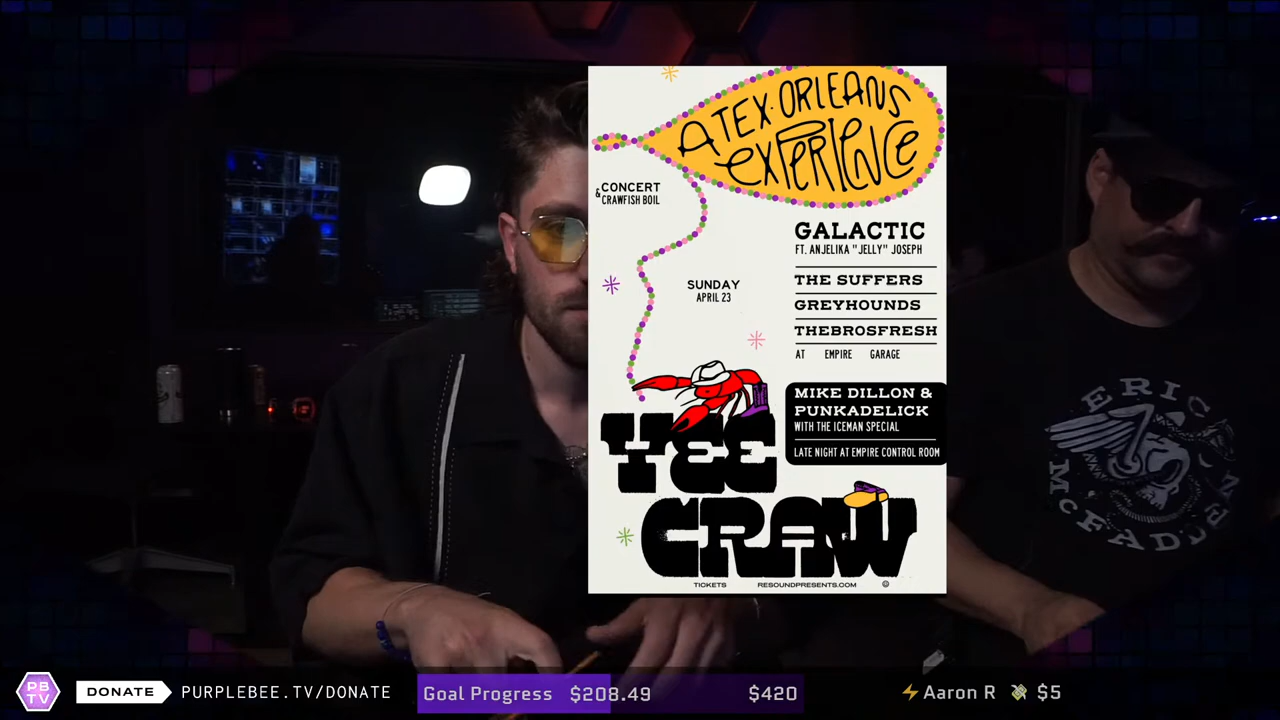 A TEX·ORLEANS
EXPERIENCE
CONCERT
& CRAWFISH BOIL
GALACTIC
FT. ANJELIKA "JELLY" JOSEPH
THE SUFFERS
SUNDAY
APRIL 23
GREYHOUNDS
THEBROSFRESH
AT EMPIRE GARAGE
MIKE DILLON &
PUNKADELICK
WITH THE ICEMAN SPECIAL
LATE NIGHT AT EMPIRE CONTROL ROOM
YEE
CRAW
TICKETS RESOUNDPRESENTS.COM ©
ERIC
MCFADDEN
PB
TV
DONATE
PURPLEBEE.TV/DONATE
Goal Progress $208.49 $420
Aaron R $5